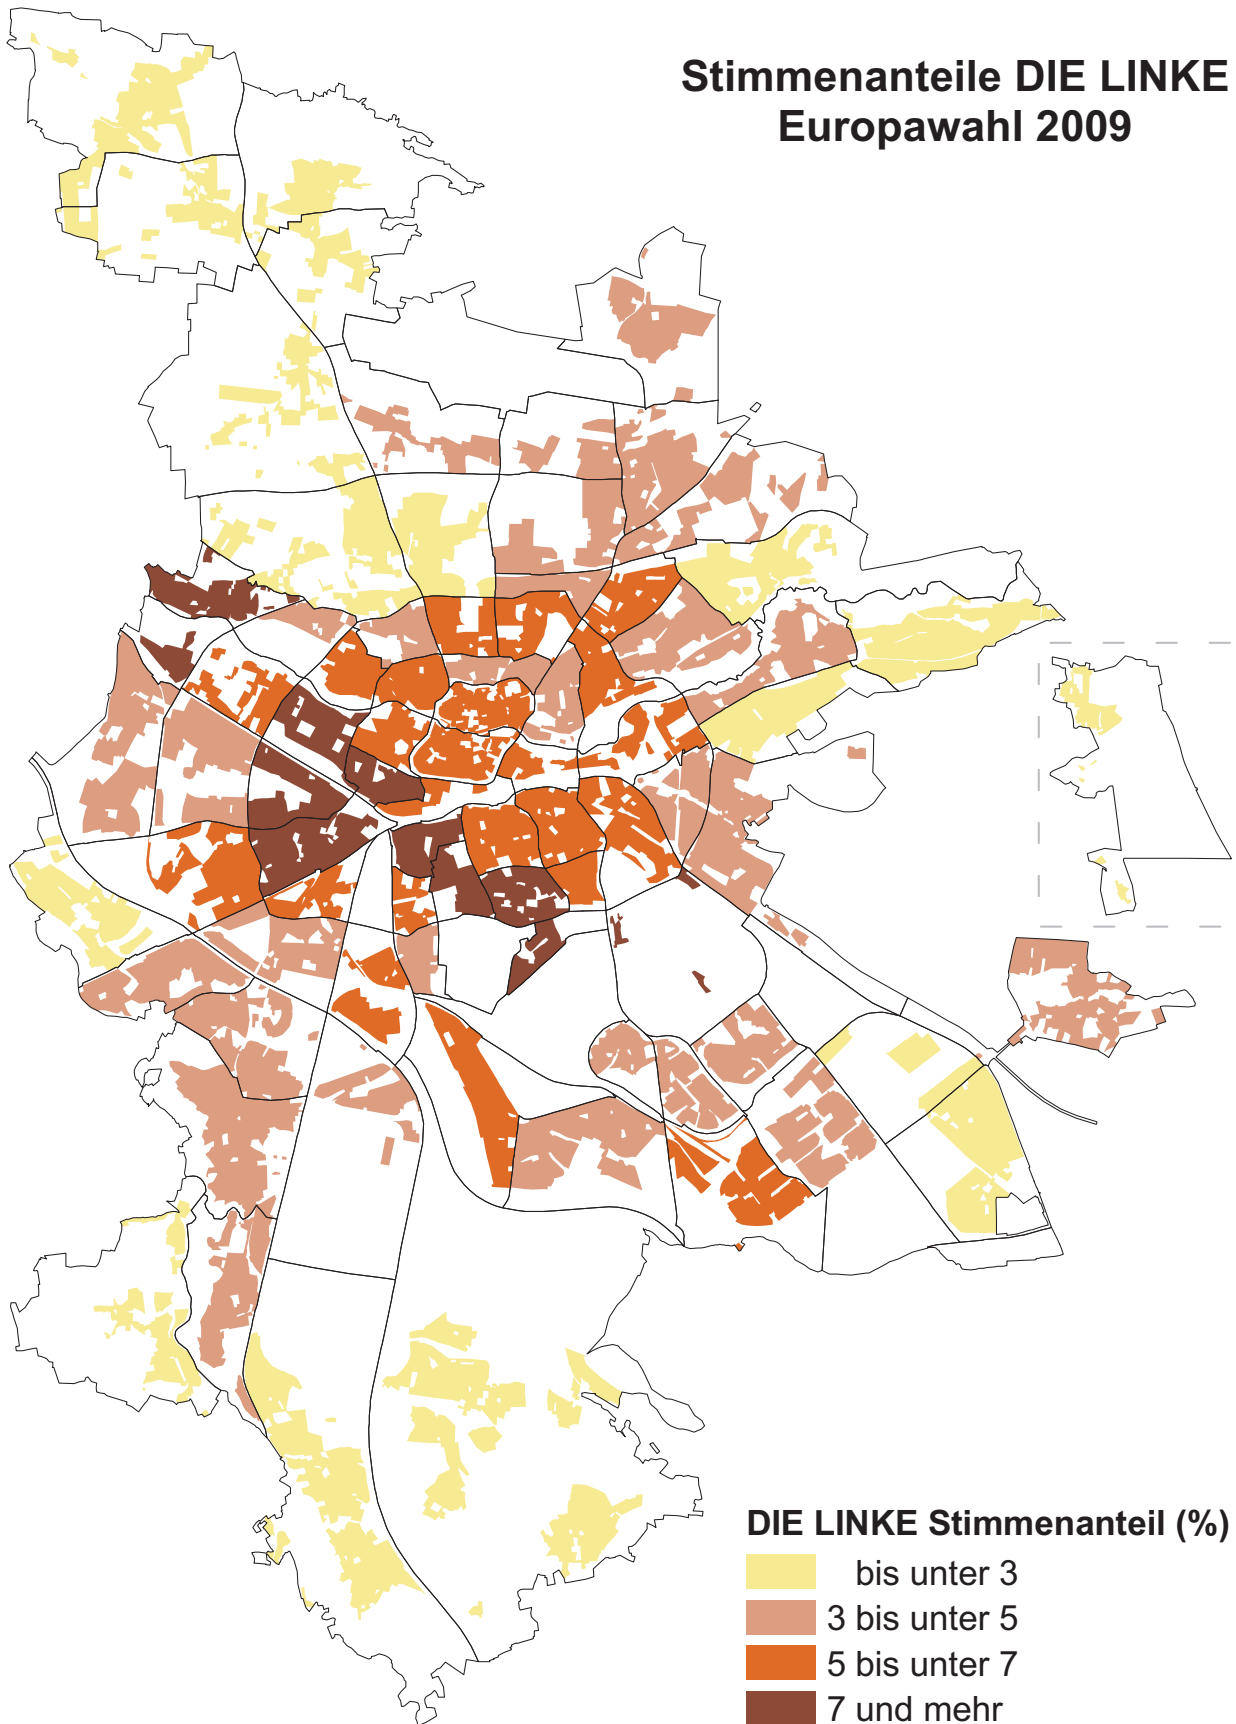 Stimmenanteile DIE LINKE
Europawahl 2009
DIE LINKE Stimmenanteil (%)
bis unter 3
3 bis unter 5
5 bis unter 7
7 und mehr